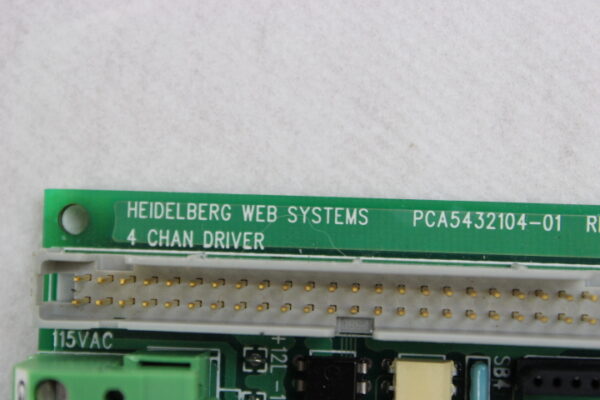 HEIDELBERG WEB SYSTEMS PCA5432104-01
4 CHAN DRIVER
115VAC
SB4